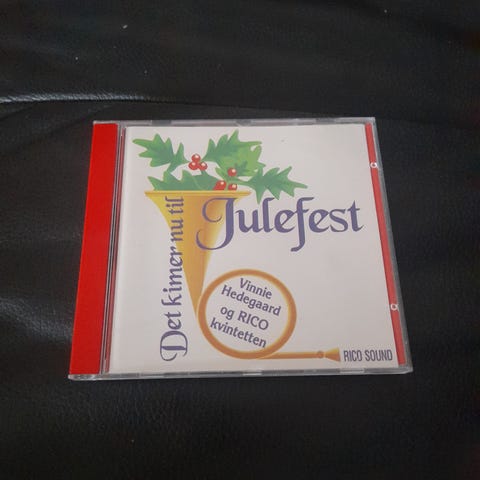 Det kimer nu til
Julefest
Vinnie
Hedegaard
og RICO
kvintetten
RICO SOUND